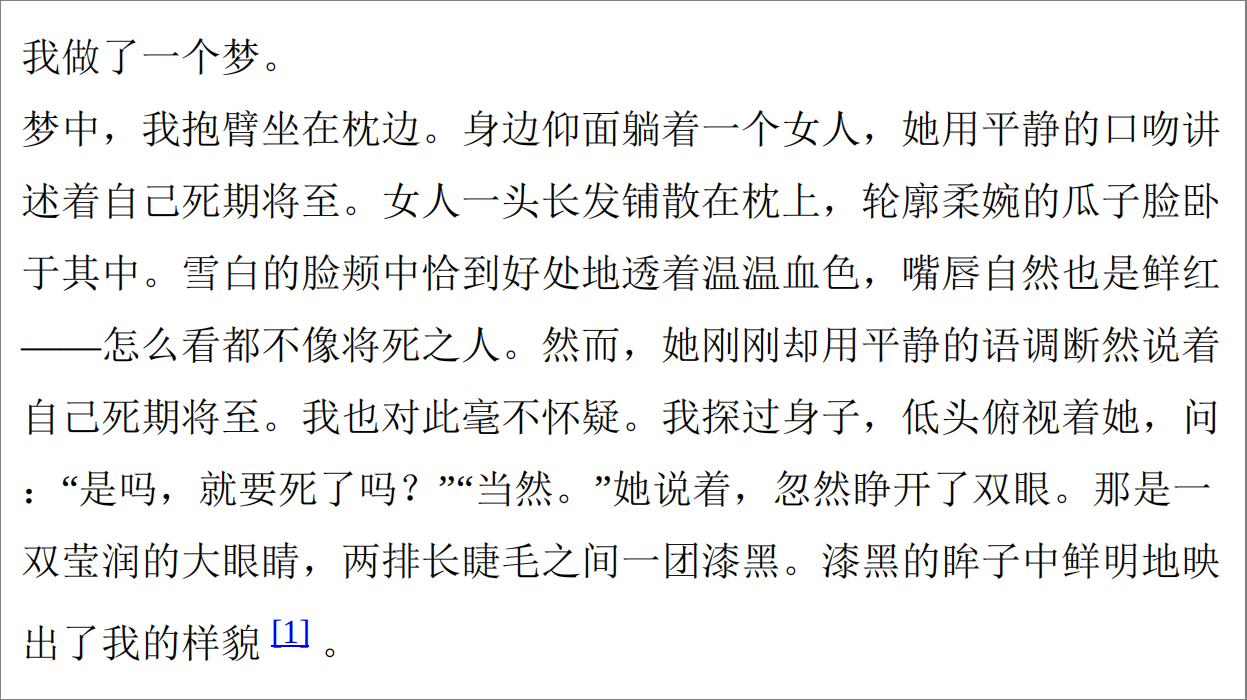 我做了一个梦。
梦中，我抱臂坐在枕边。身边仰面躺着一个女人，她用平静的口吻讲
述着自己死期将至。女人一头长发铺散在枕上，轮廓柔婉的瓜子脸卧
于其中。雪白的脸颊中恰到好处地透着温温血色，嘴唇自然也是鲜红
——怎么看都不像将死之人。然而，她刚刚却用平静的语调断然说着
自己死期将至。我也对此毫不怀疑。我探过身子，低头俯视着她，问
：“是吗，就要死了吗？”“当然。”她说着，忽然睁开了双眼。那是一
双莹润的大眼睛，两排长睫毛之间一团漆黑。漆黑的眸子中鲜明地映
出了我的样貌 [1] 。